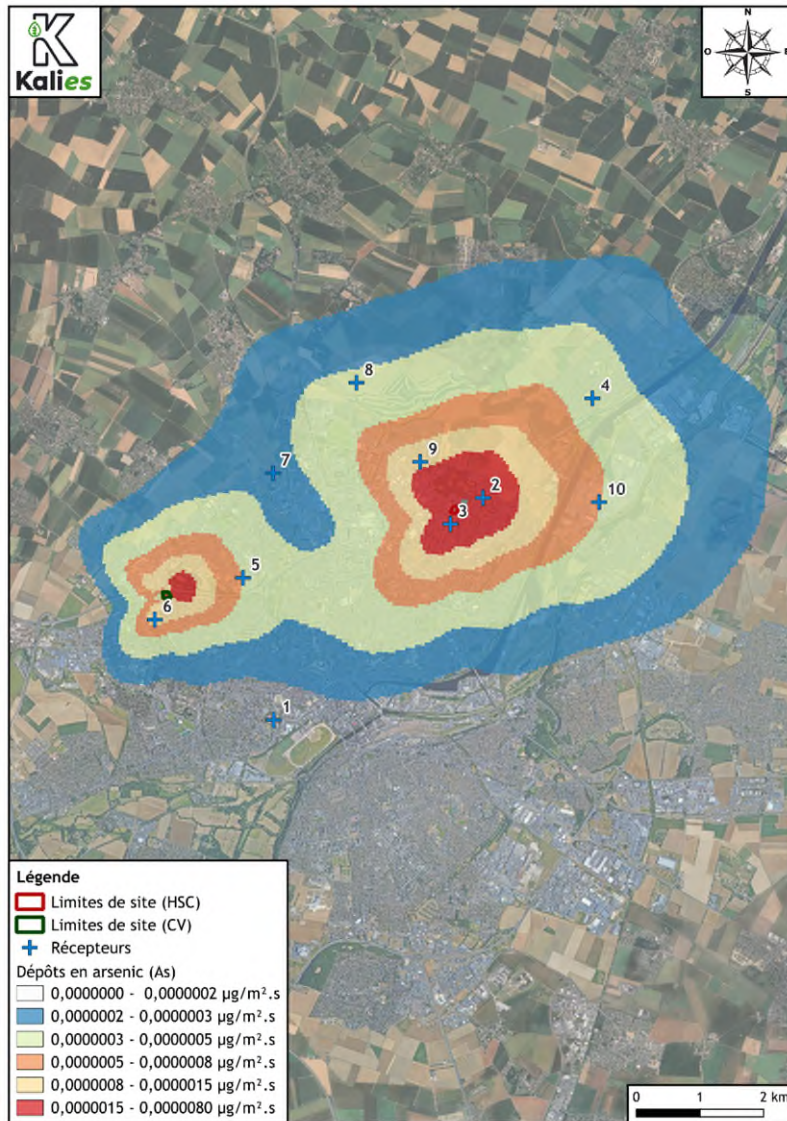 Kalies
N
O
E
S
8
4
7
9
2
10
3
5
6
1
Légende
Limites de site (HSC)
Limites de site (CV)
Récepteurs
Dépôts en arsenic (As)
0,0000000 - 0,0000002 µg/m².s
0,0000002 - 0,0000003 µg/m².s
0,0000003 - 0,0000005 µg/m².s
0,0000005 - 0,0000008 µg/m².s
0,0000008 - 0,0000015 µg/m².s
0,0000015 - 0,0000080 µg/m².s
0 1 2 km